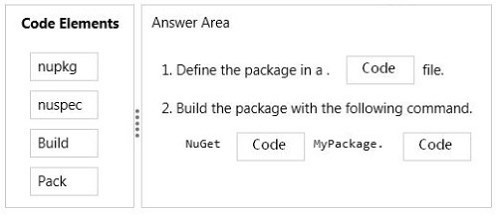 Code Elements
nupkg
nuspec
Build
Pack
Answer Area
1. Define the package in a . Code file.
2. Build the package with the following command.
NuGet Code MyPackage. Code